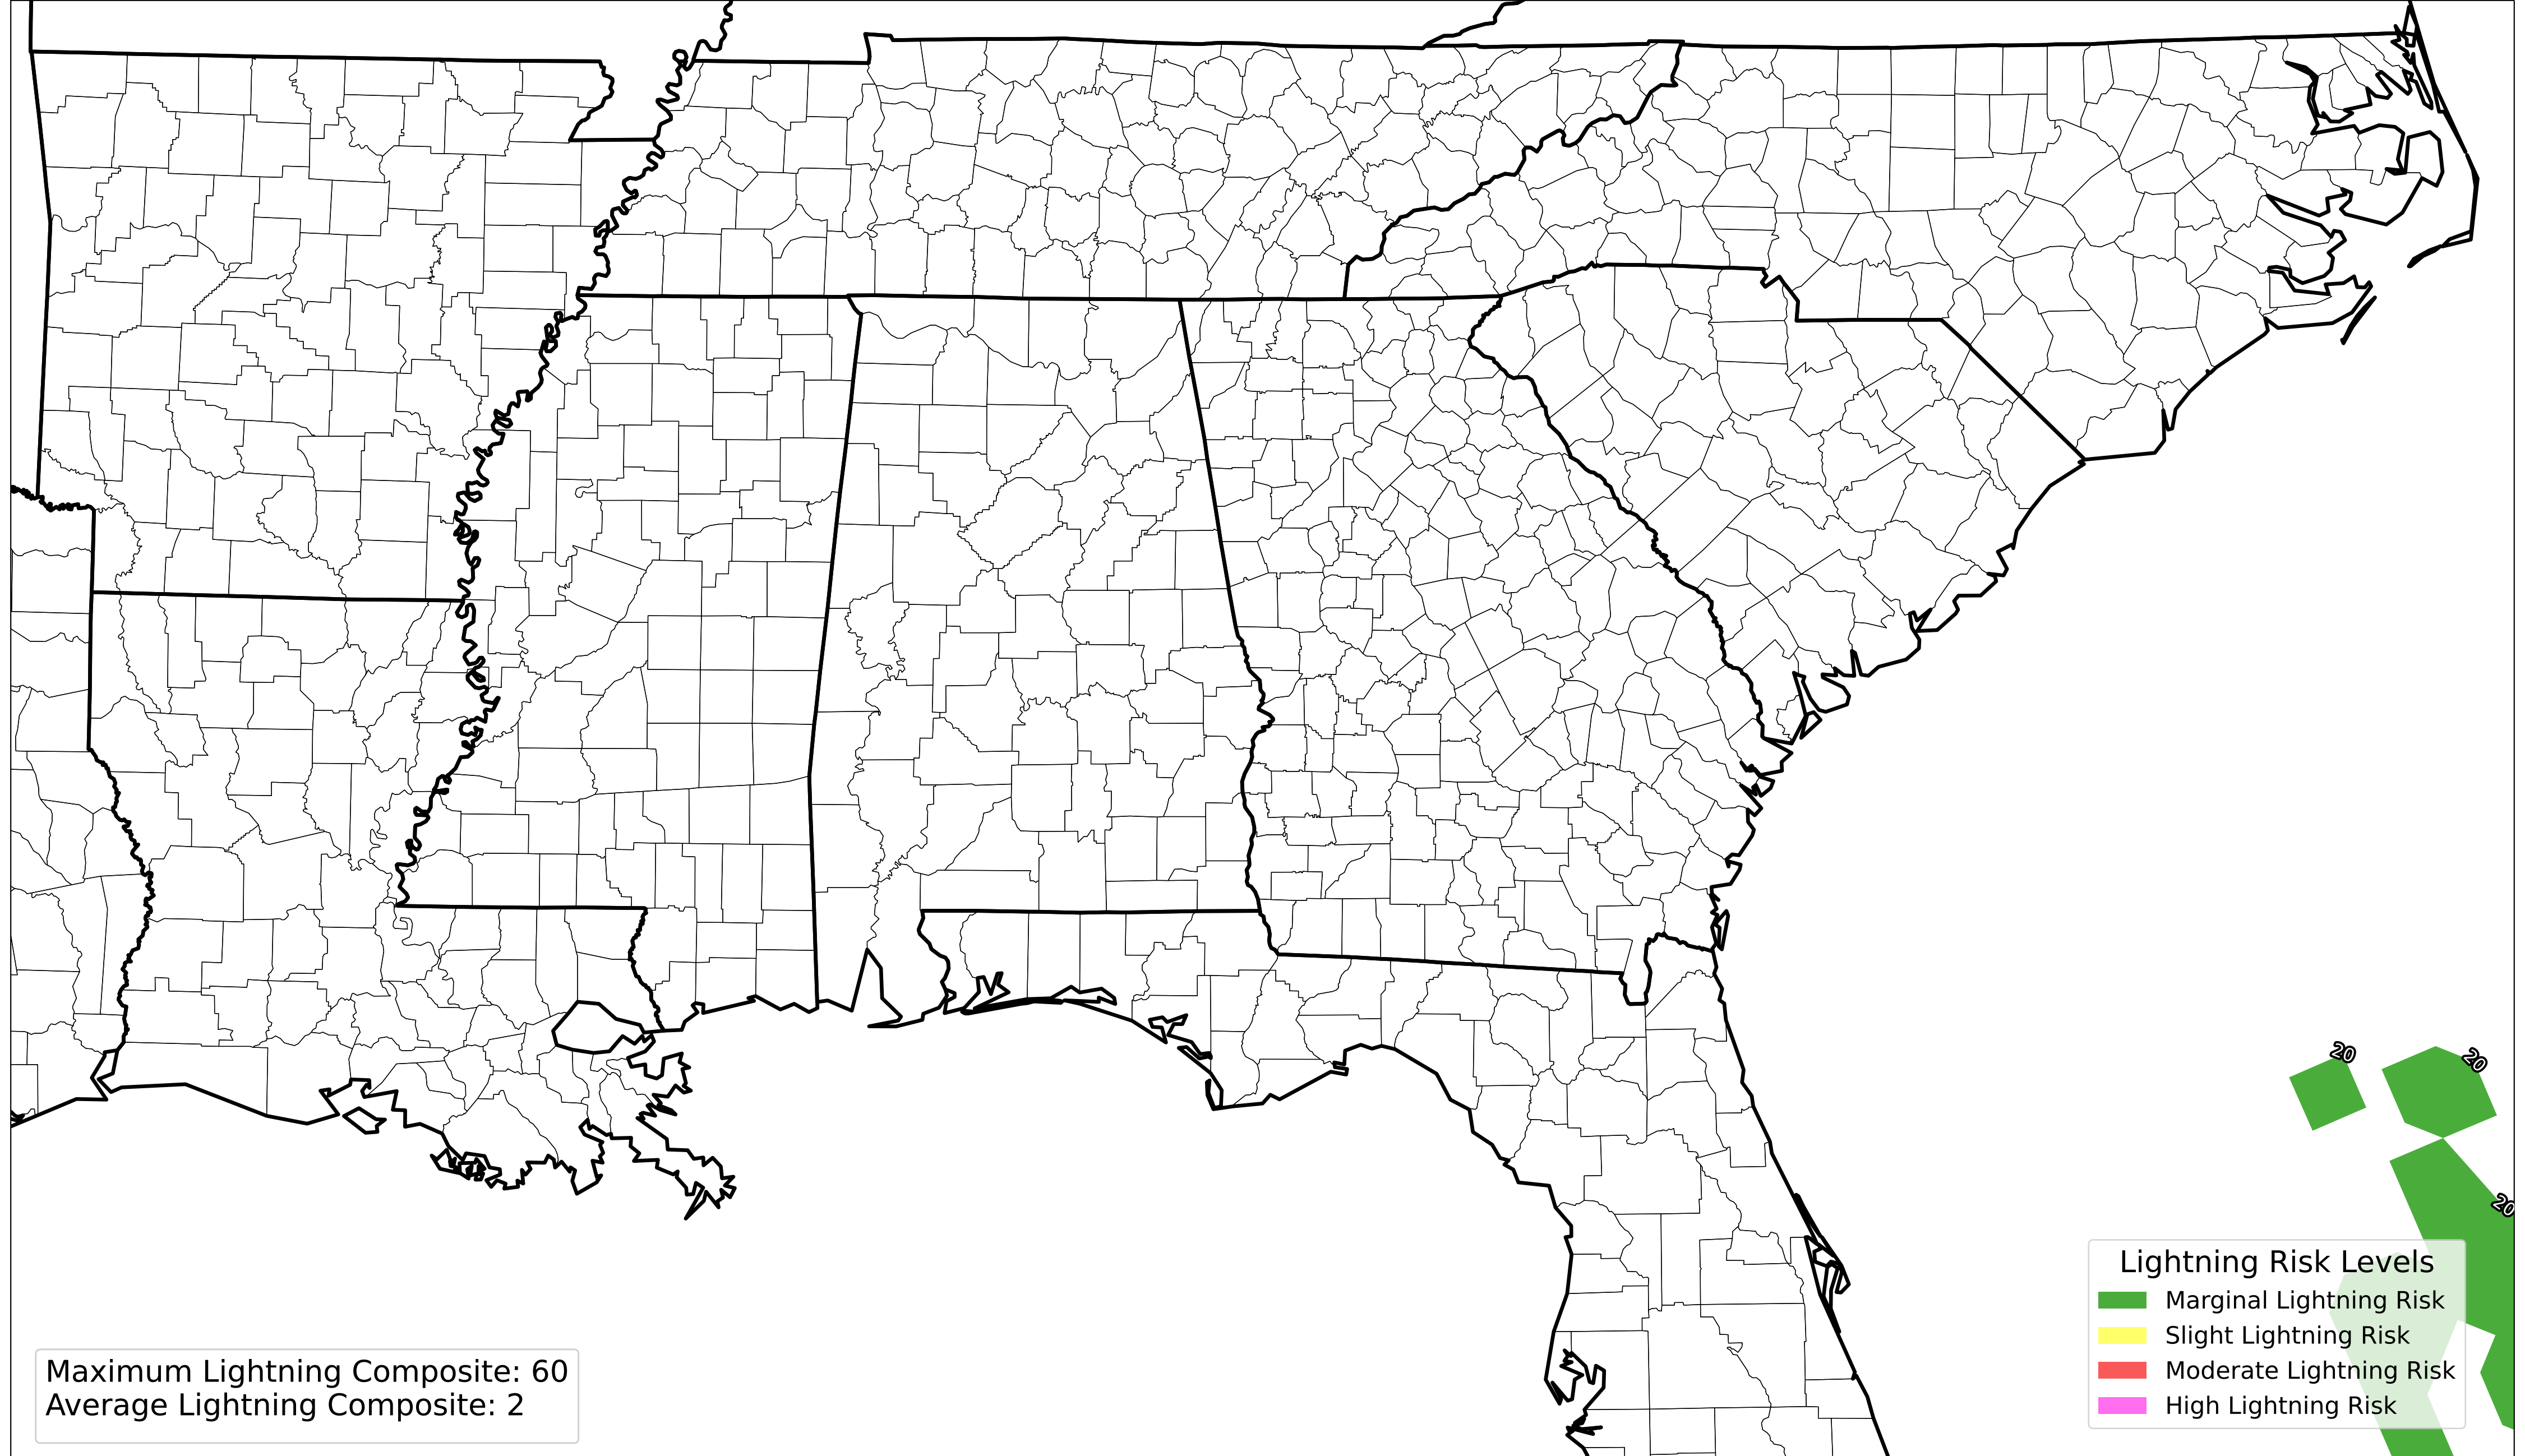 20
20
20
Lightning Risk Levels
Marginal Lightning Risk
Slight Lightning Risk
Moderate Lightning Risk
High Lightning Risk
Maximum Lightning Composite: 60
Average Lightning Composite: 2